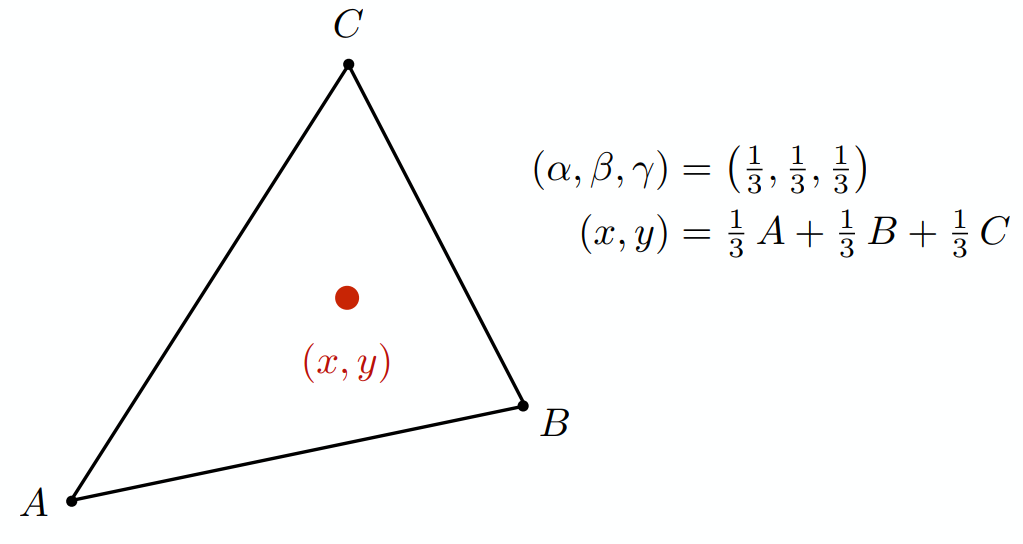 C
(α, β, γ) = (1/3, 1/3, 1/3)
(x, y) = 1/3 A + 1/3 B + 1/3 C
(x, y)
B
A